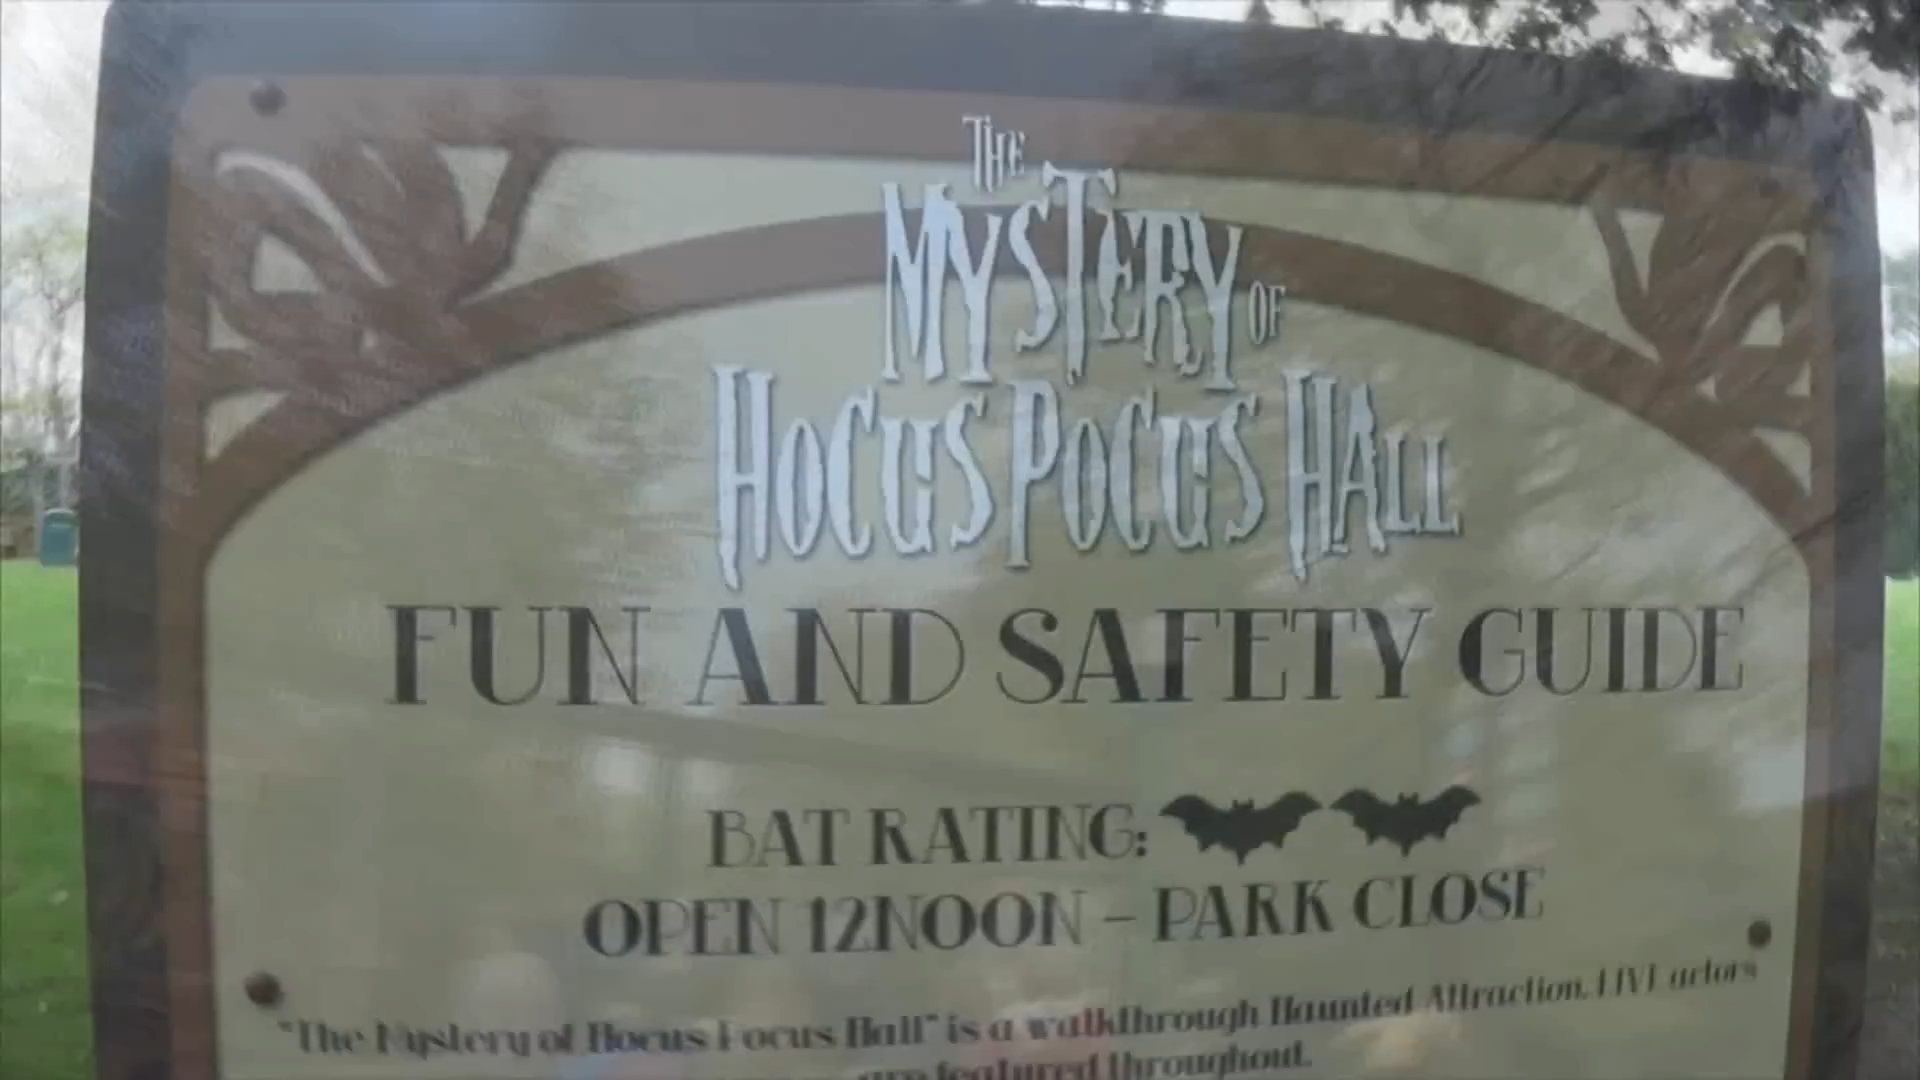 THE
MYSTERY OF
HOCUS POCUS HALL
FUN AND SAFETY GUIDE
BAT RATING:
OPEN 12NOON – PARK CLOSE
"The Mystery of Hocus Pocus Hall" is a walkthrough Haunted Attraction. LIVE actors
are featured throughout.